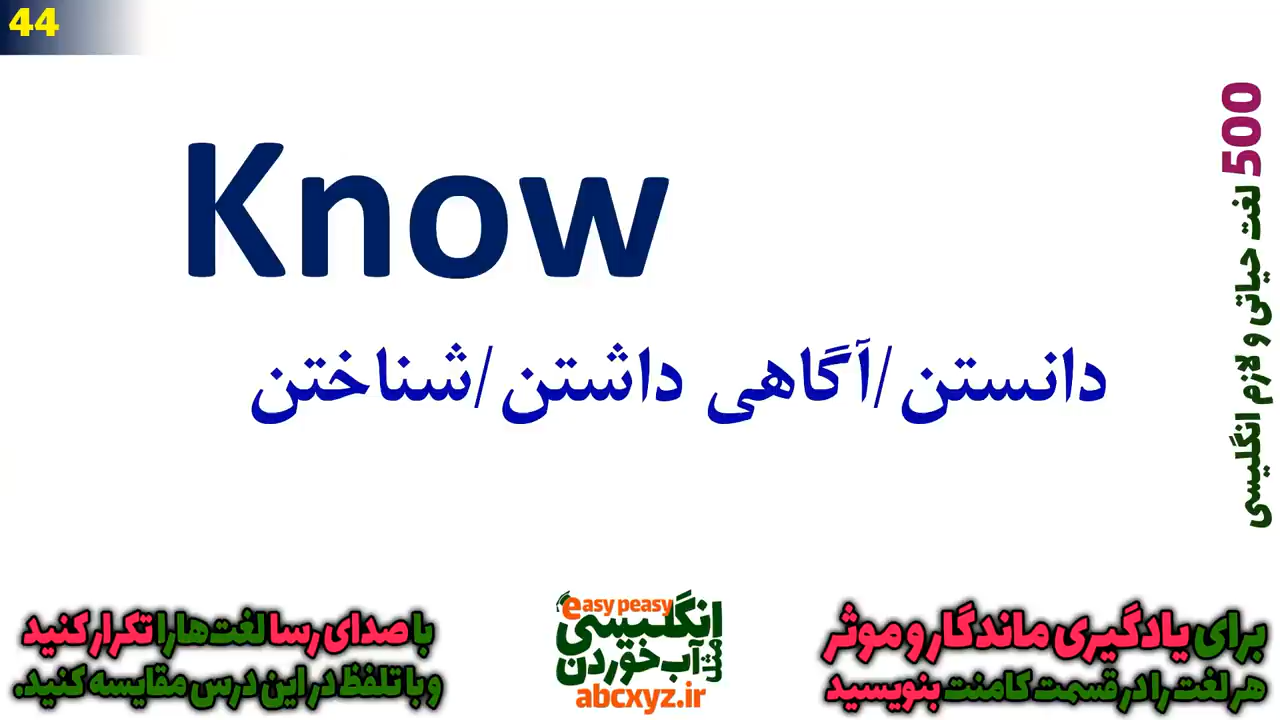 44
Know
دانستن/آگاهی داشتن/شناختن
500 لغت حیاتی و لازم انگلیسی
برای یادگیری ماندگار و موثر
هر لغت را در قسمت کامنت بنویسید
easy peasy
انگلیسی
مثل آب خوردن
abcxyz.ir
با صدای رسا لغت‌ها را تکرار کنید
و با تلفظ در این درس مقایسه کنید.